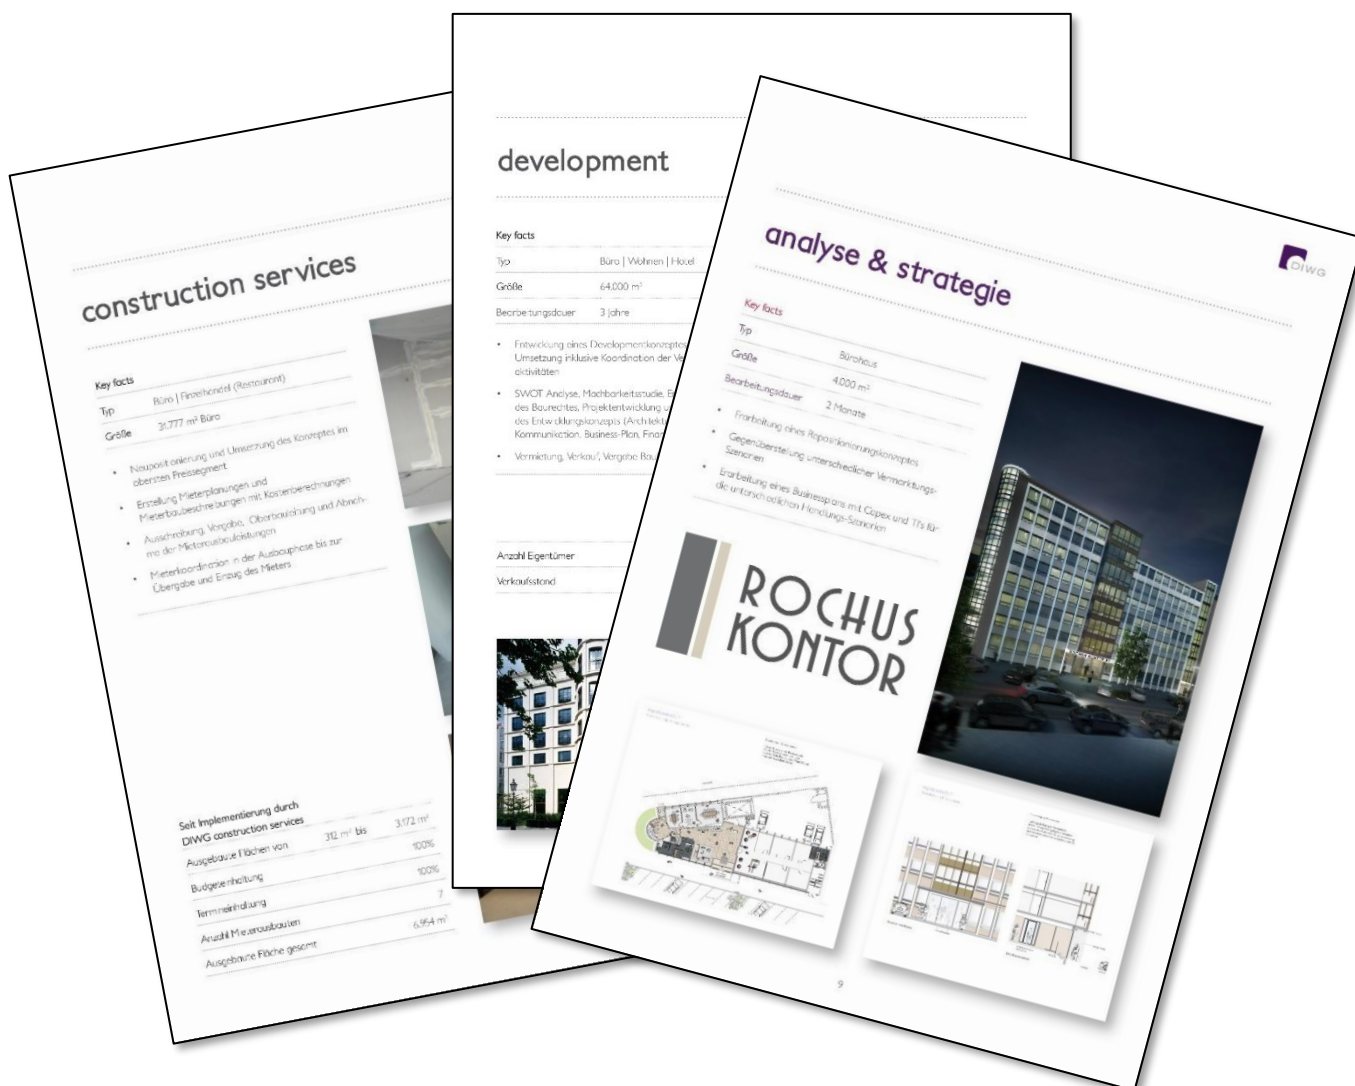 construction services
Key facts
Typ Büro | Einzelhandel (Restaurant)
Größe 31.777 m² Büro
• Neupositionierung und Umsetzung des Konzeptes im
obersten Preissegment
• Erstellung Mieterplanungen und
Mieterbaubeschreibungen mit Kostenberechnungen
• Ausschreibung, Vergabe, Oberbauleitung und Abnah-
me der Mieterausbauleistungen
• Mieterkoordination in der Ausbauphase bis zur
Übergabe und Einzug des Mieters
Seit Implementierung durch
DIWG construction services
Ausgebaute Flächen von 312 m² bis 3.172 m²
Budgeteinhaltung 100%
Termineinhaltung 100%
Anzahl Mieterausbauten 7
Ausgebaute Fläche gesamt 6.954 m²
development
Key facts
Typ Büro | Wohnen | Hotel
Größe 64.000 m²
Bearbeitungsdauer 3 Jahre
• Entwicklung eines Developmentkonzeptes
Umsetzung inklusive Koordination der Ve
aktivitäten
• SWOT Analyse, Machbarkeitsstudie, E
des Baurechtes, Projektentwicklung u
des Entwicklungskonzepts (Architekt
Kommunikation, Business-Plan, Finan
• Vermietung, Verkauf, Vergabe Bau
Anzahl Eigentümer
Verkaufsstand
DIWG
analyse & strategie
Key facts
Typ Bürohaus
Größe 4.000 m²
Bearbeitungsdauer 2 Monate
• Erarbeitung eines Repositionierungskonzeptes
• Gegenüberstellung unterschiedlicher Vermarktungs-
Szenarien
• Erarbeitung eines Businessplans mit Capex und TI's für
die unterschiedlichen Handlungs-Szenarien
ROCHUS
KONTOR
9